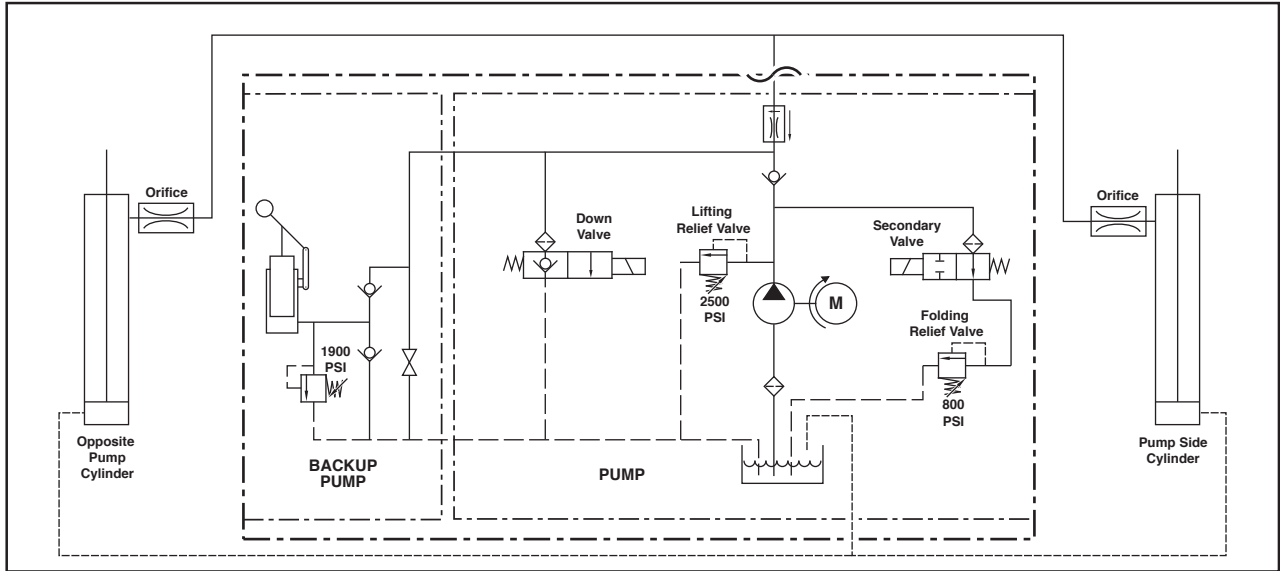 Orifice
Opposite
Pump
Cylinder
1900
PSI
BACKUP
PUMP
Down
Valve
Lifting
Relief Valve
2500
PSI
M
PUMP
Secondary
Valve
Folding
Relief Valve
800
PSI
Orifice
Pump Side
Cylinder